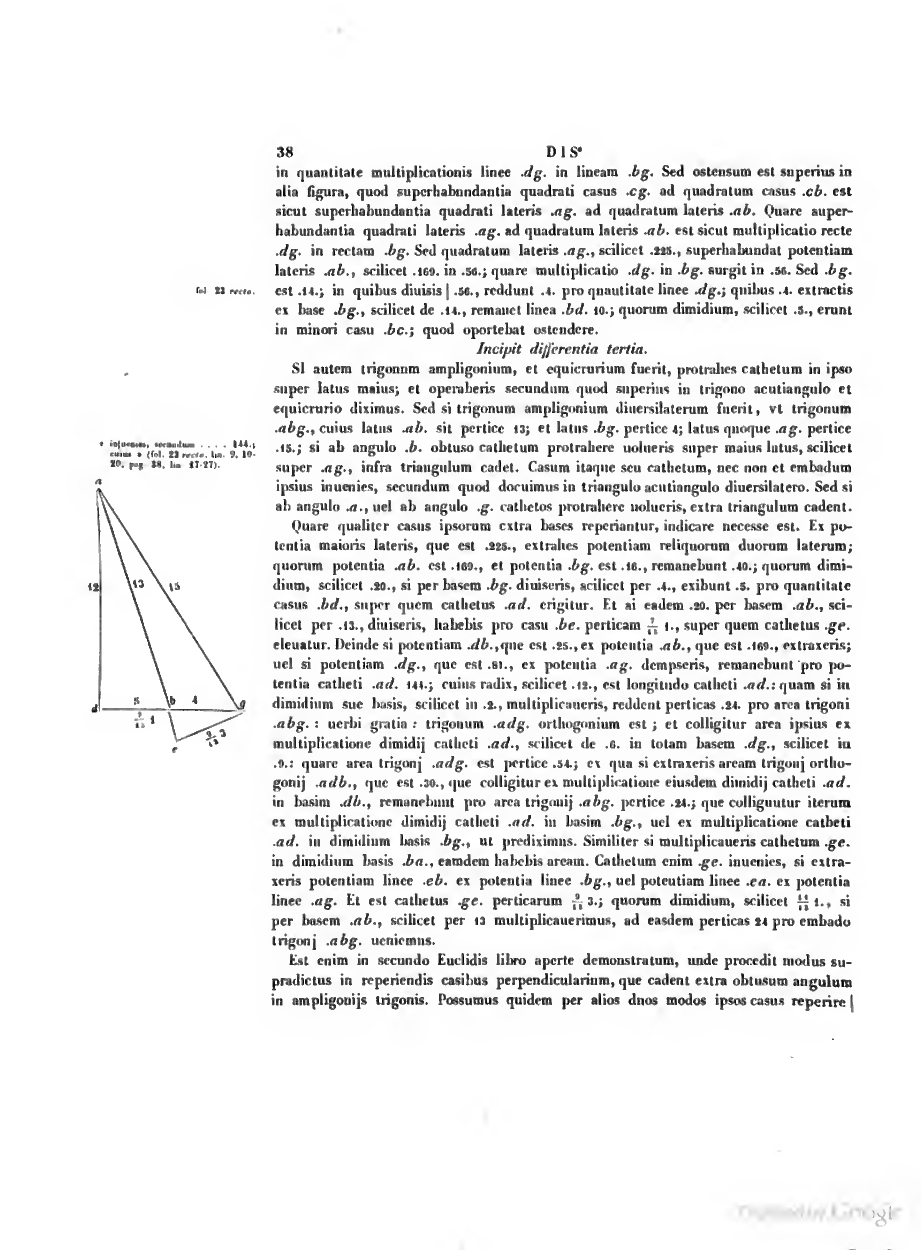 38 DISª
in quantitate multiplicationis linee .dg. in lineam .bg. Sed ostensum est superius in
alia figura, quod superhabundantia quadrati casus .cg. ad quadratum casus .cb. est
sicut superhabundantia quadrati lateris .ag. ad quadratum lateris .ab. Quare super-
habundantia quadrati lateris .ag. ad quadratum lateris .ab. est sicut multiplicatio recte
.dg. in rectam .bg. Sed quadratum lateris .ag., scilicet .225., superhabundat potentiam
lateris .ab., scilicet .169. in .56.; quare multiplicatio .dg. in .bg. surgit in .56. Sed .bg.
fol 22 recto.
est .14.; in quibus diuisis | .56., reddunt .4. pro quantitate linee .dg.; quibus .4. extractis
ex base .bg., scilicet de .14., remanet linea .bd. 10.; quorum dimidium, scilicet .5., erunt
in minori casu .bc.; quod oportebat ostendere.
Incipit differentia tertia.
SI autem trigonum ampligonium, et equicrurium fuerit, protrahes cathetum in ipso
super latus maius; et operaberis secundum quod superius in trigono acutiangulo et
equicrurio diximus. Sed si trigonum ampligonium diuersilaterum fuerit, vt trigonum
.abg., cuius latus .ab. sit pertice 13; et latus .bg. pertice 4; latus quoque .ag. pertice
.15.; si ab angulo .b. obtuso cathetum protrahere uolueris super maius latus, scilicet
super .ag., infra triangulum cadet. Casum itaque seu cathetum, nec non et embadum
ipsius inuenies, secundum quod docuimus in triangulo acutiangulo diuersilatero. Sed si
ab angulo .a., uel ab angulo .g. cathetos protrahere uolueris, extra triangulum cadent.
« inuenies, secundum . . . . 144.;
cuius » (fol. 22 recto, lin. 9, 10-
20; pag. 38, lin 17-27).
a
12
13
15
d
5
b
4
g
2/13 1
9/13 3
e
Quare qualiter casus ipsorum extra bases reperiantur, indicare necesse est. Ex po-
tentia maioris lateris, que est .225., extrahes potentiam reliquorum duorum laterum;
quorum potentia .ab. est .169., et potentia .bg. est .16., remanebunt .40.; quorum dimi-
dium, scilicet .20., si per basem .bg. diuiseris, scilicet per .4., exibunt .5. pro quantitate
casus .bd., super quem cathetus .ad. erigitur. Et si eadem .20. per basem .ab., sci-
licet per .13., diuiseris, habebis pro casu .be. perticam 7/13 1., super quem cathetus .ge.
eleuatur. Deinde si potentiam .db., que est .25., ex potentia .ab., que est .169., extraxeris;
uel si potentiam .dg., que est .81., ex potentia .ag. dempseris, remanebunt pro po-
tentia catheti .ad. 144.; cuius radix, scilicet .12., est longitudo catheti .ad.: quam si in
dimidium sue basis, scilicet in .2., multiplicaueris, reddent perticas .24. pro area trigoni
.abg. : uerbi gratia : trigonum .adg. orthogonium est ; et colligitur area ipsius ex
multiplicatione dimidij catheti .ad., scilicet de .6. in totam basem .dg., scilicet in
.9.: quare area trigonj .adg. est pertice .54.; ex qua si extraxeris aream trigonj ortho-
gonij .adb., que est .30., que colligitur ex multiplicatione eiusdem dimidij catheti .ad.
in basim .db., remanebunt pro area trigonij .abg. pertice .24.; que colliguntur iterum
ex multiplicatione dimidij catheti .ad. in basim .bg., uel ex multiplicatione catheti
.ad. in dimidium basis .bg., ut prediximus. Similiter si multiplicaueris cathetum .ge.
in dimidium basis .ba., eamdem habebis aream. Cathetum enim .ge. inuenies, si extra-
xeris potentiam linee .eb. ex potentia linee .bg., uel potentiam linee .ea. ex potentia
linee .ag. Et est cathetus .ge. perticarum 9/13 3.; quorum dimidium, scilicet 11/13 1., si
per basem .ab., scilicet per 13 multiplicauerimus, ad easdem perticas 24 pro embado
trigonj .abg. ueniemus.
Est enim in secundo Euclidis libro aperte demonstratum, unde procedit modus su-
pradictus in reperiendis casibus perpendicularium, que cadent extra obtusum angulum
in ampligonijs trigonis. Possumus quidem per alios duos modos ipsos casus reperire |
Google